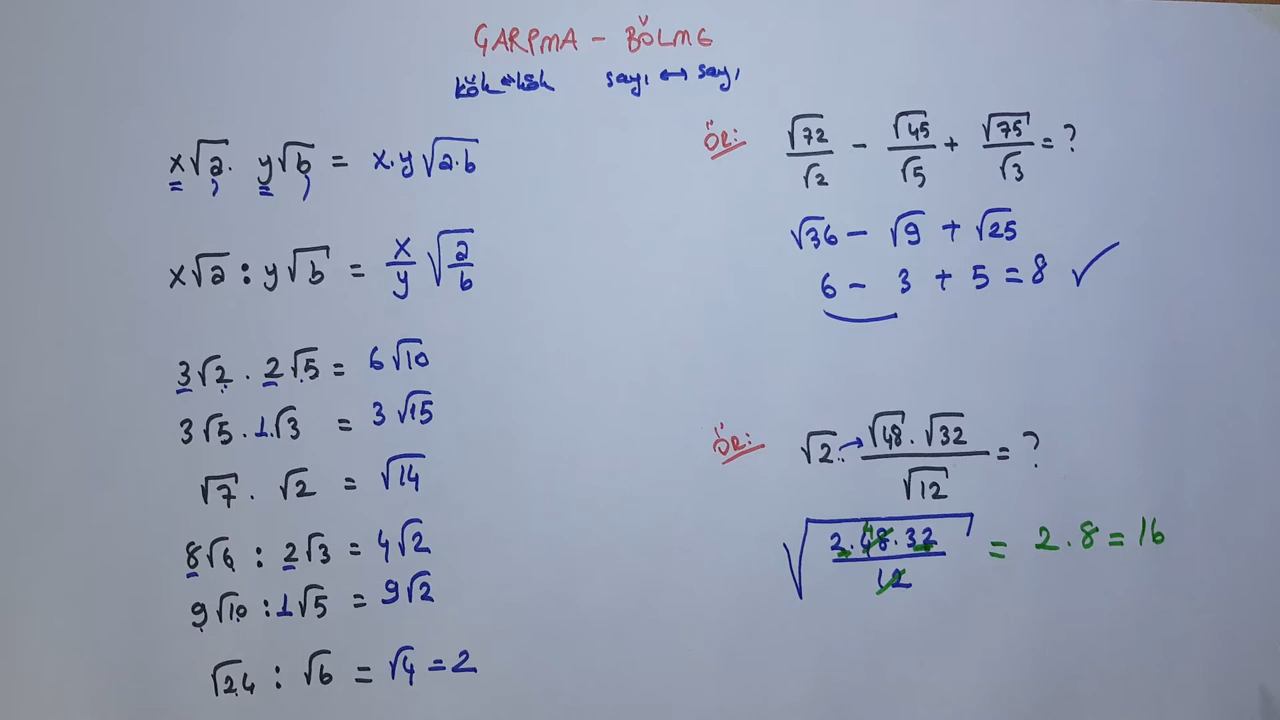 ÇARPMA - BÖLME
kök ↔ kök sayı ↔ sayı
x√a . y√b = x.y√a.b
x√a : y√b = x/y √a/b
3√2 . 2√5 = 6√10
3√5 . 1.√3 = 3√15
√7 . √2 = √14
8√6 : 2√3 = 4√2
9√10 : 1√5 = 9√2
√24 : √6 = √4 = 2
ÖR: √72/√2 - √45/√5 + √75/√3 = ?
√36 - √9 + √25
6 - 3 + 5 = 8 ✓
ÖR: √2 . → √48 . √32 / √12 = ?
√2.48.32/12 = 2.8 = 16
4